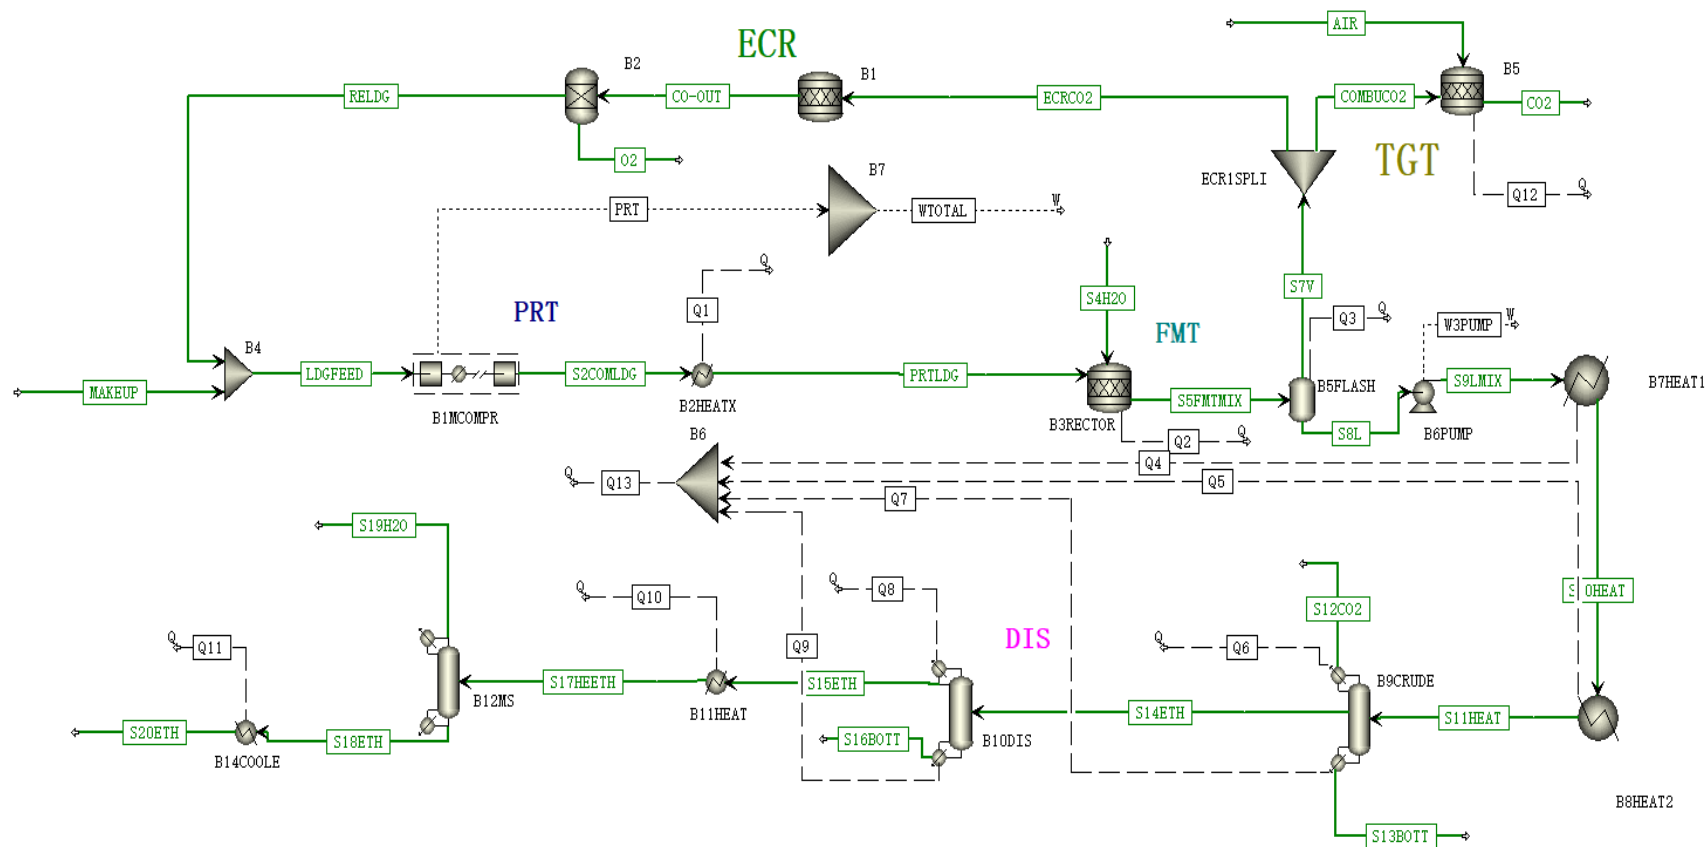 AIR
ECR
B2
B1
B5
RELDG
CO-OUT
ECRCO2
COMBUCO2
CO2
O2
TGT
B7
ECR1SPLI
Q12
Q
PRT
WTOTAL
W
Q
S4H2O
S7V
Q1
PRT
FMT
Q3
Q
W3PUMP
W
B4
LDGFEED
S2COMLDG
PRTLDG
B5FLASH
S9LMIX
B7HEAT1
MAKEUP
B1MCOMPR
B2HEATX
S5FMTMIX
B3RECTOR
S8L
B6PUMP
B6
Q2
Q
Q4
Q
Q13
Q5
Q7
S19H2O
Q
Q10
Q
Q8
S12CO2
0HEAT
Q
Q11
DIS
Q9
Q
Q6
B9CRUDE
S17HEETH
S15ETH
B12MS
B11HEAT
S14ETH
S11HEAT
S20ETH
S18ETH
S16BOTT
B10DIS
B14COOLE
B8HEAT2
S13BOTT